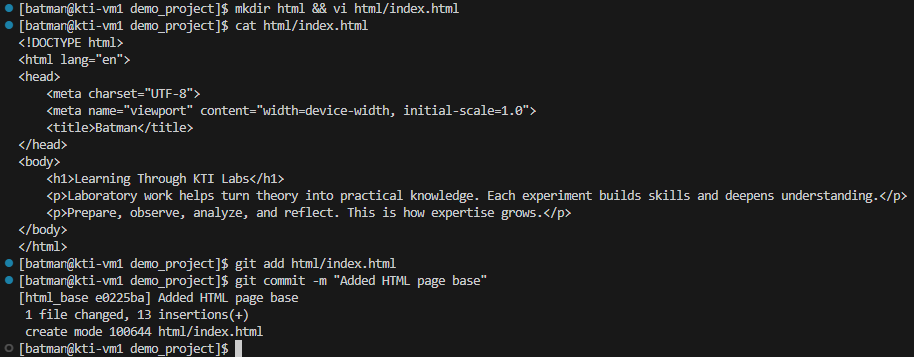 [batman@kti-vm1 demo_project]$ mkdir html && vi html/index.html
[batman@kti-vm1 demo_project]$ cat html/index.html
<!DOCTYPE html>
<html lang="en">
<head>
    <meta charset="UTF-8">
    <meta name="viewport" content="width=device-width, initial-scale=1.0">
    <title>Batman</title>
</head>
<body>
    <h1>Learning Through KTI Labs</h1>
    <p>Laboratory work helps turn theory into practical knowledge. Each experiment builds skills and deepens understanding.</p>
    <p>Prepare, observe, analyze, and reflect. This is how expertise grows.</p>
</body>
</html>
[batman@kti-vm1 demo_project]$ git add html/index.html
[batman@kti-vm1 demo_project]$ git commit -m "Added HTML page base"
[html_base e0225ba] Added HTML page base
 1 file changed, 13 insertions(+)
 create mode 100644 html/index.html
[batman@kti-vm1 demo_project]$